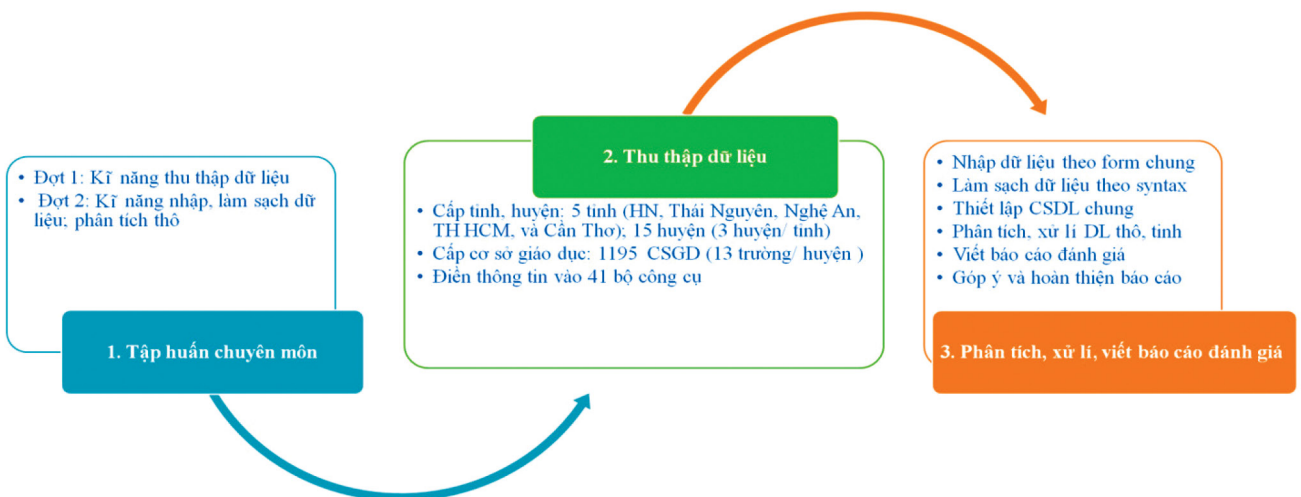 • Đợt 1: Kĩ năng thu thập dữ liệu
• Đợt 2: Kĩ năng nhập, làm sạch dữ
liệu; phân tích thô
1. Tập huấn chuyên môn
2. Thu thập dữ liệu
• Cấp tỉnh, huyện: 5 tỉnh (HN, Thái Nguyên, Nghệ An,
TH HCM, và Cần Thơ); 15 huyện (3 huyện/ tỉnh)
• Cấp cơ sở giáo dục: 1195 CSGD (13 trường/ huyện )
• Điền thông tin vào 41 bộ công cụ
• Nhập dữ liệu theo form chung
• Làm sạch dữ liệu theo syntax
• Thiết lập CSDL chung
• Phân tích, xử lí DL thô, tinh
• Viết báo cáo đánh giá
• Góp ý và hoàn thiện báo cáo
3. Phân tích, xử lí, viết báo cáo đánh giá